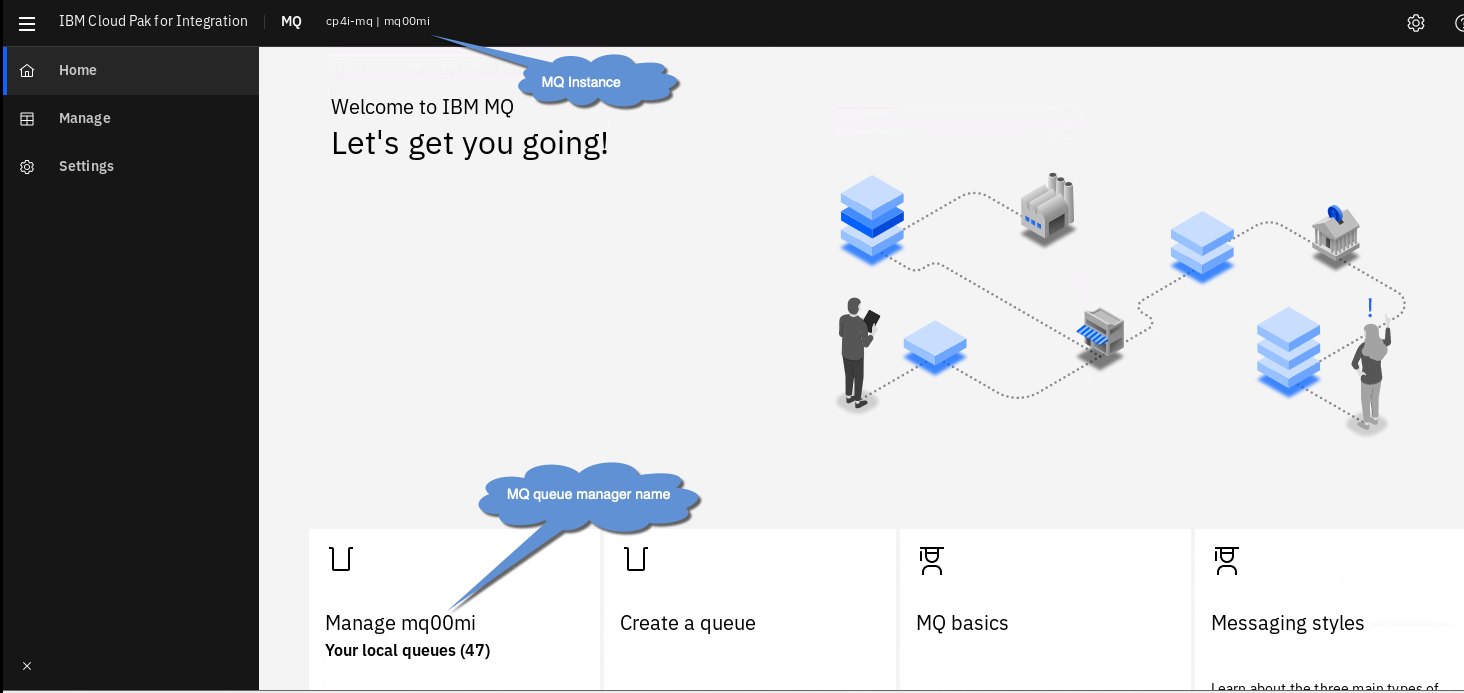 IBM Cloud Pak for Integration | MQ cp4i-mq | mq00mi
Home
Manage
Settings
MQ Instance
Welcome to IBM MQ
Let's get you going!
!
MQ queue manager name
Manage mq00mi
Your local queues (47)
Create a queue
MQ basics
Messaging styles
Learn about the three main types of